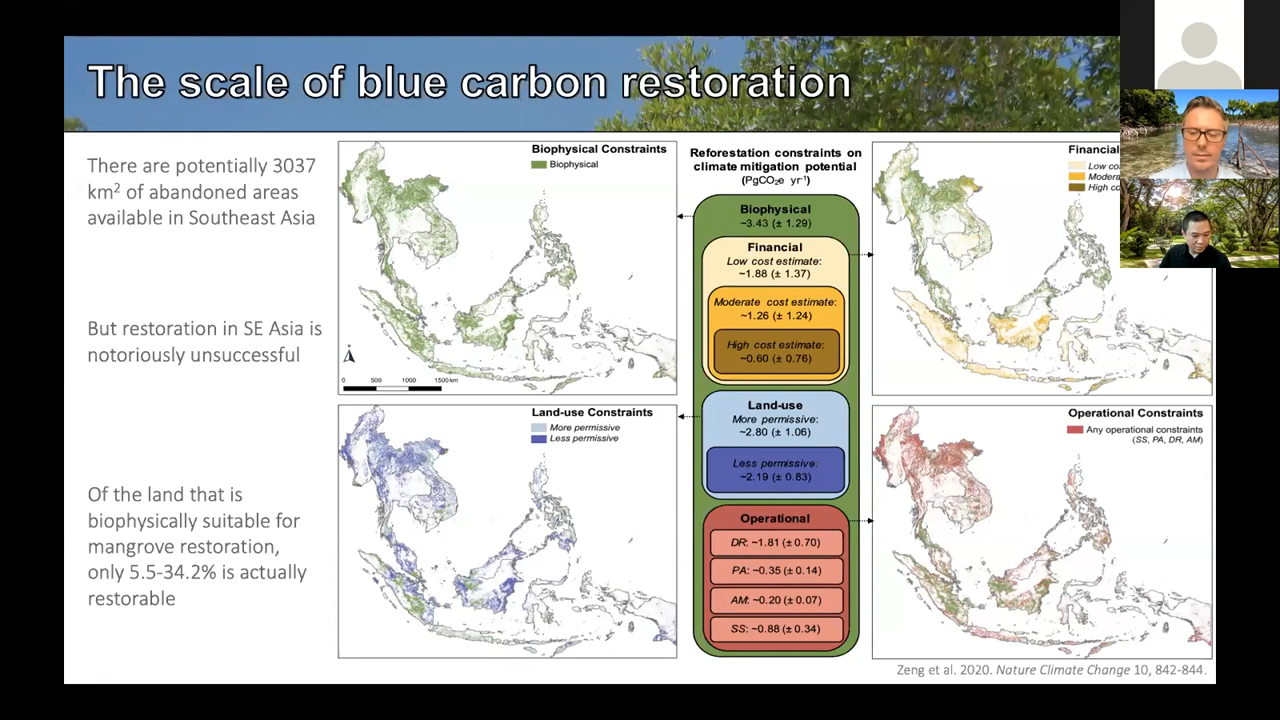 The scale of blue carbon restoration
There are potentially 3037
km² of abandoned areas
available in Southeast Asia
But restoration in SE Asia is
notoriously unsuccessful
Of the land that is
biophysically suitable for
mangrove restoration,
only 5.5-34.2% is actually
restorable
Biophysical Constraints
Biophysical
0 500 1000 1500 km
Land-use Constraints
More permissive
Less permissive
Reforestation constraints on
climate mitigation potential
(PgCO₂e yr⁻¹)
Biophysical
~3.43 (± 1.29)
Financial
Low cost estimate:
~1.88 (± 1.37)
Moderate cost estimate:
~1.26 (± 1.24)
High cost estimate:
~0.60 (± 0.76)
Land-use
More permissive:
~2.80 (± 1.06)
Less permissive:
~2.19 (± 0.83)
Operational
DR: ~1.81 (± 0.70)
PA: ~0.35 (± 0.14)
AM: ~0.20 (± 0.07)
SS: ~0.88 (± 0.34)
Financial
Low co
Modera
High co
Operational Constraints
Any operational constraints
(SS, PA, DR, AM)
Zeng et al. 2020. Nature Climate Change 10, 842-844.